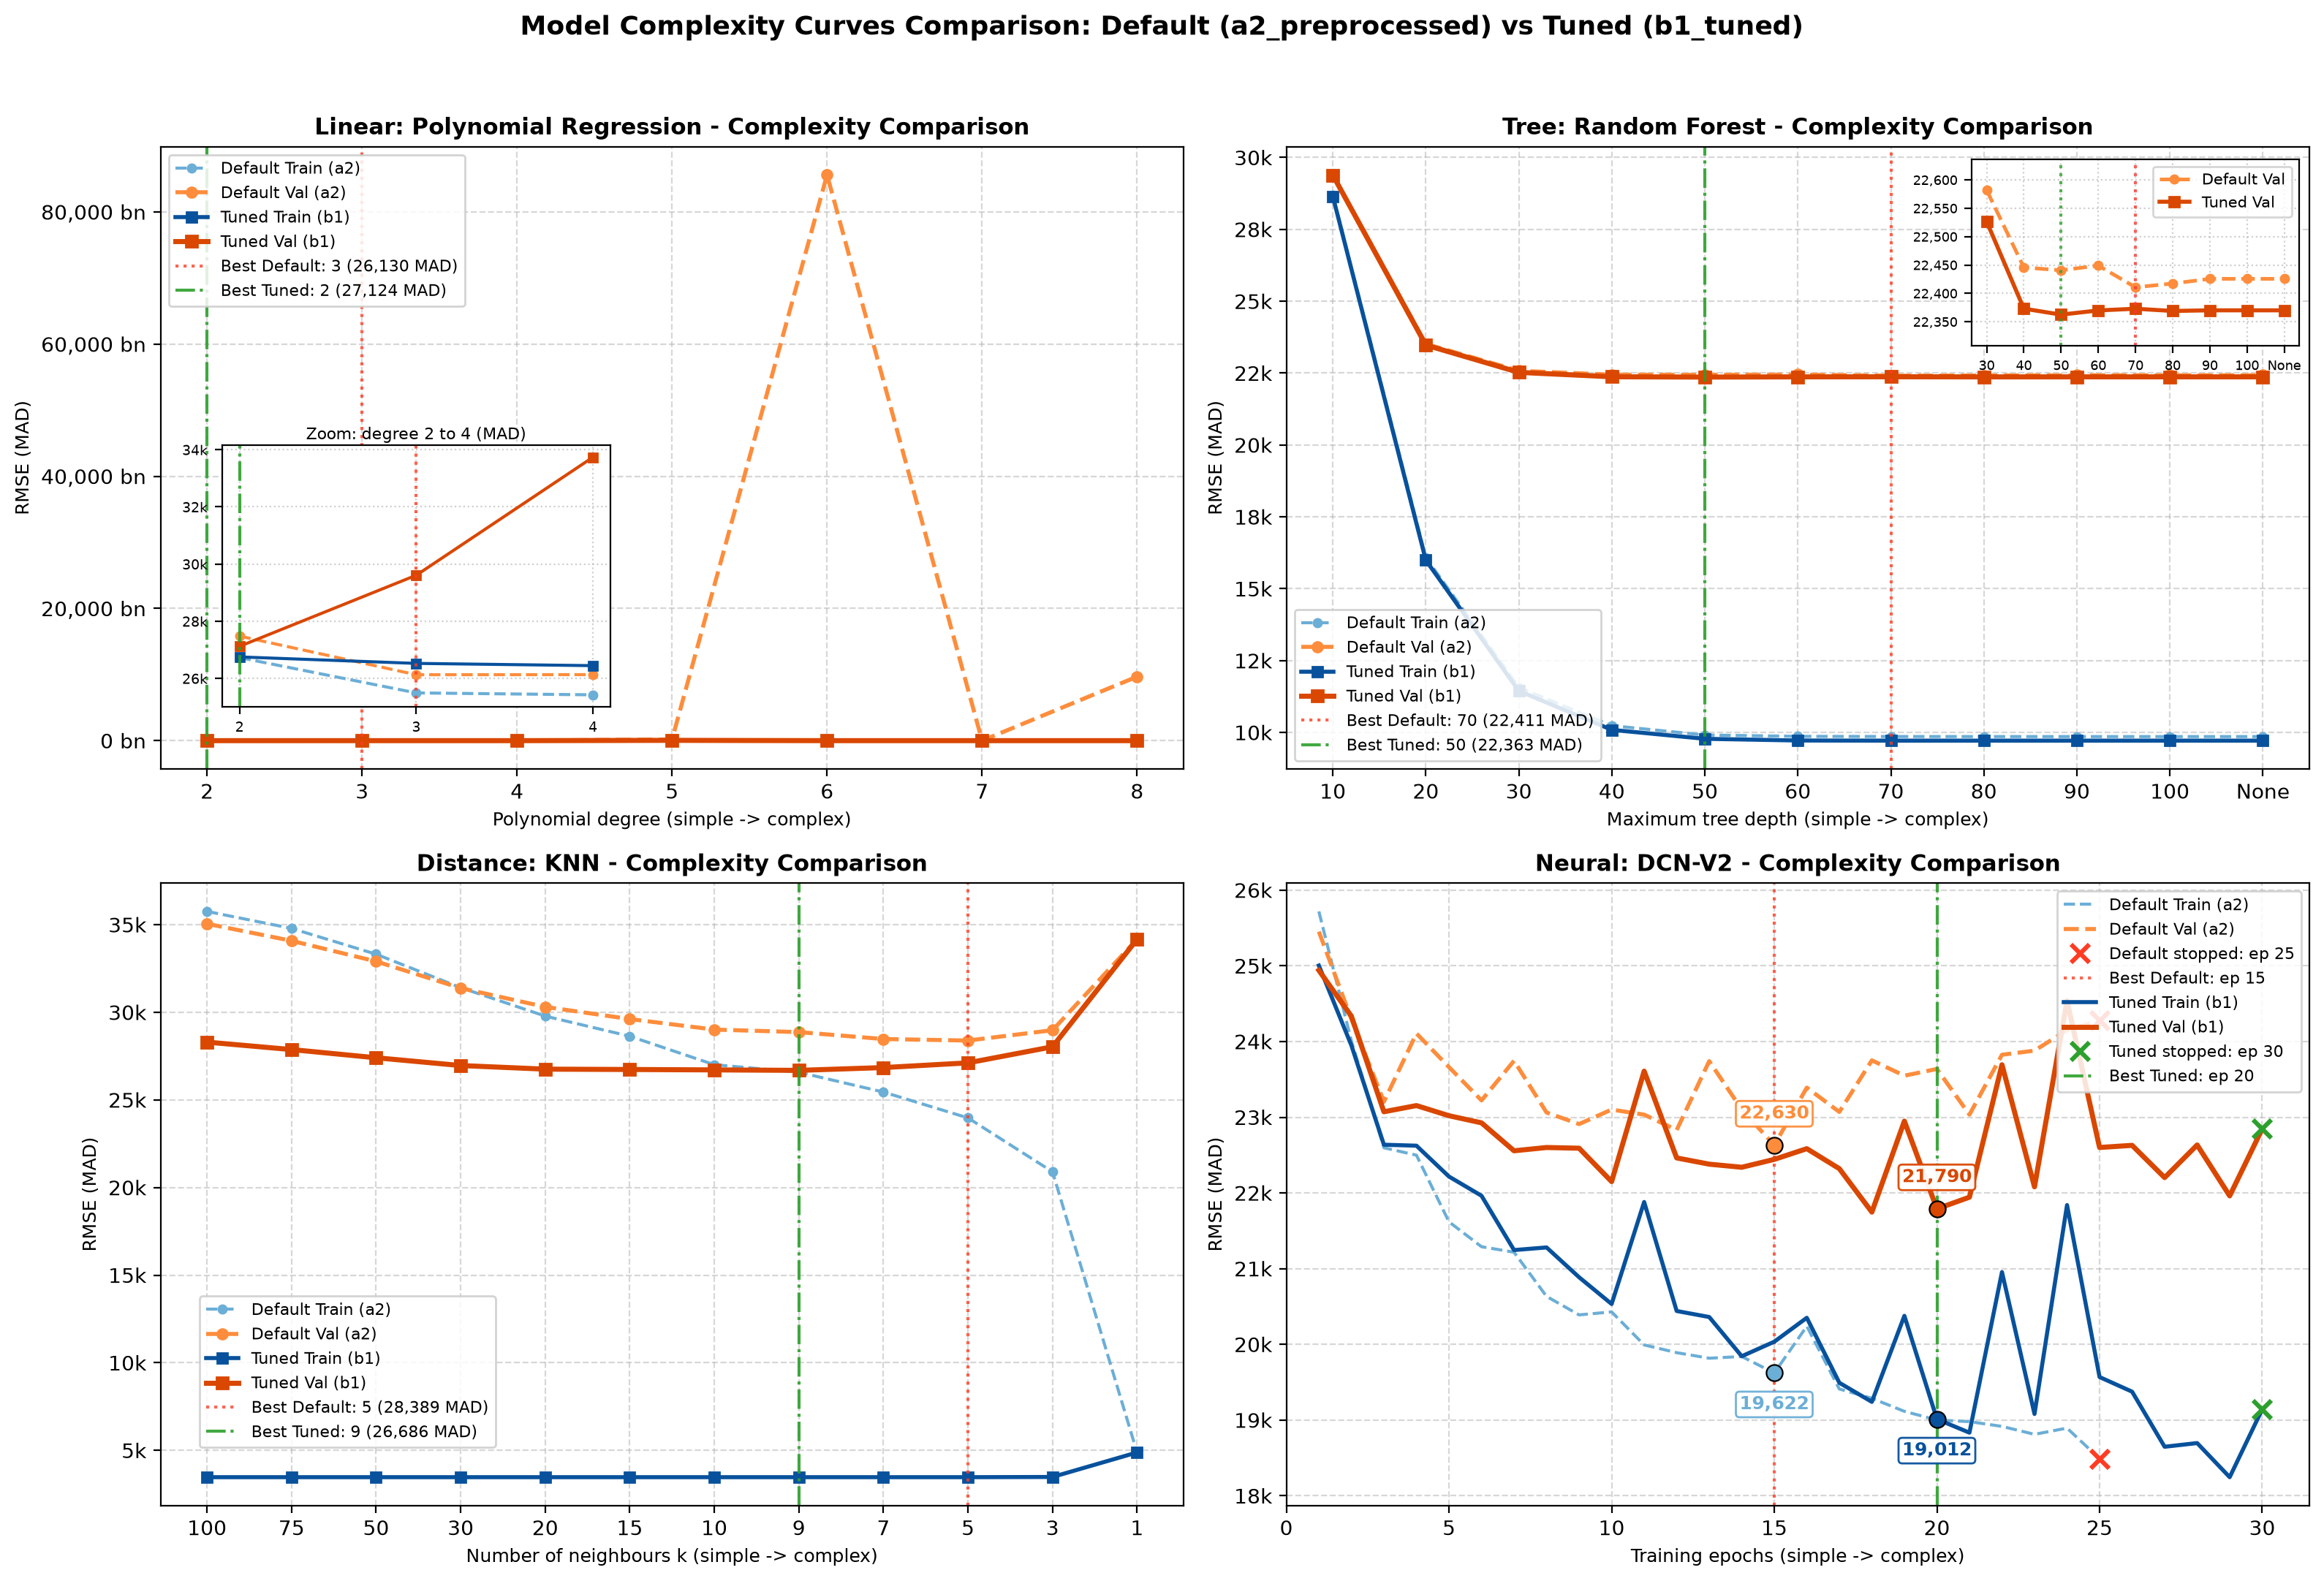 Model Complexity Curves Comparison: Default (a2_preprocessed) vs Tuned (b1_tuned)
Linear: Polynomial Regression - Complexity Comparison
RMSE (MAD)
80,000 bn
60,000 bn
40,000 bn
20,000 bn
0 bn
Default Train (a2)
Default Val (a2)
Tuned Train (b1)
Tuned Val (b1)
Best Default: 3 (26,130 MAD)
Best Tuned: 2 (27,124 MAD)
Zoom: degree 2 to 4 (MAD)
34k
32k
30k
28k
26k
2 3 4
2 3 4 5 6 7 8
Polynomial degree (simple -> complex)
Tree: Random Forest - Complexity Comparison
RMSE (MAD)
30k
28k
25k
22k
20k
18k
15k
12k
10k
22,600
22,550
22,500
22,450
22,400
22,350
Default Val
Tuned Val
30 40 50 60 70 80 90 100 None
Default Train (a2)
Default Val (a2)
Tuned Train (b1)
Tuned Val (b1)
Best Default: 70 (22,411 MAD)
Best Tuned: 50 (22,363 MAD)
10 20 30 40 50 60 70 80 90 100 None
Maximum tree depth (simple -> complex)
Distance: KNN - Complexity Comparison
RMSE (MAD)
35k
30k
25k
20k
15k
10k
5k
Default Train (a2)
Default Val (a2)
Tuned Train (b1)
Tuned Val (b1)
Best Default: 5 (28,389 MAD)
Best Tuned: 9 (26,686 MAD)
100 75 50 30 20 15 10 9 7 5 3 1
Number of neighbours k (simple -> complex)
Neural: DCN-V2 - Complexity Comparison
RMSE (MAD)
26k
25k
24k
23k
22k
21k
20k
19k
18k
Default Train (a2)
Default Val (a2)
Default stopped: ep 25
Best Default: ep 15
Tuned Train (b1)
Tuned Val (b1)
Tuned stopped: ep 30
Best Tuned: ep 20
22,630
21,790
19,622
19,012
0 5 10 15 20 25 30
Training epochs (simple -> complex)